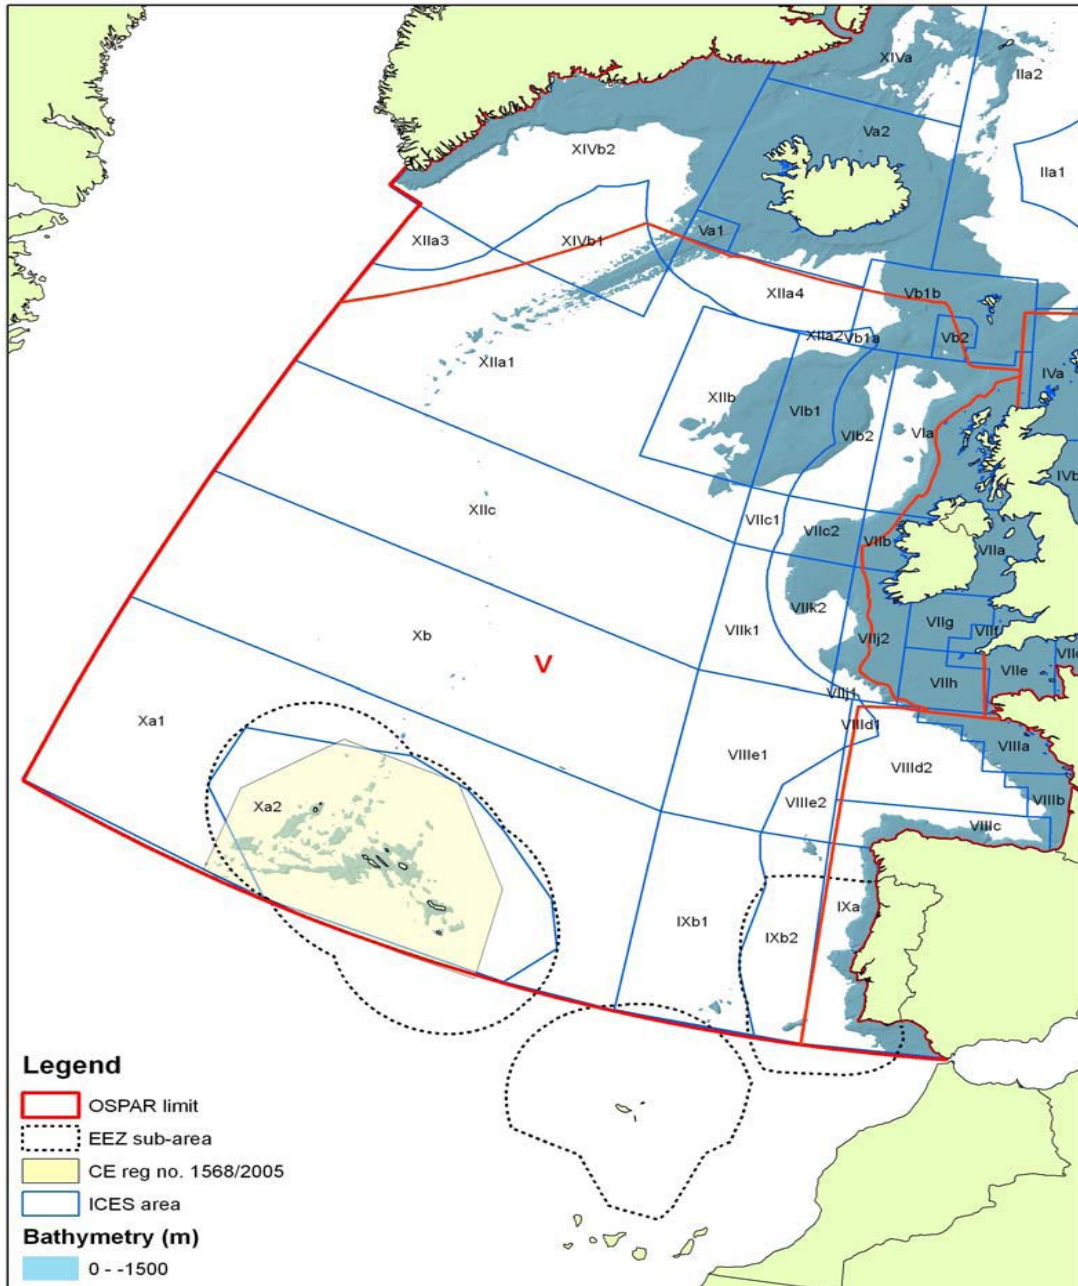 XIVa
IIa2
Va2
XIVb2
IIa1
Va1
XIIa3
XIVb1
XIIa4
Vb1b
XIIa2
Vb1a
Vb2
XIIa1
IVa
XIIb
VIb1
VIb2
VIa
IVb
XIIc
VIIc1
VIIc2
VIIb
VIIa
VIIk2
VIIk1
VIIg
VIIf
Xb
V
VIIj2
VIIe
VIIh
VIIj1
Xa1
VIIId1
VIIIa
VIIIe1
VIIId2
Xa2
VIIIe2
VIIIb
VIIIc
IXb1
IXa
IXb2
Legend
OSPAR limit
EEZ sub-area
CE reg no. 1568/2005
ICES area
Bathymetry (m)
0 - -1500